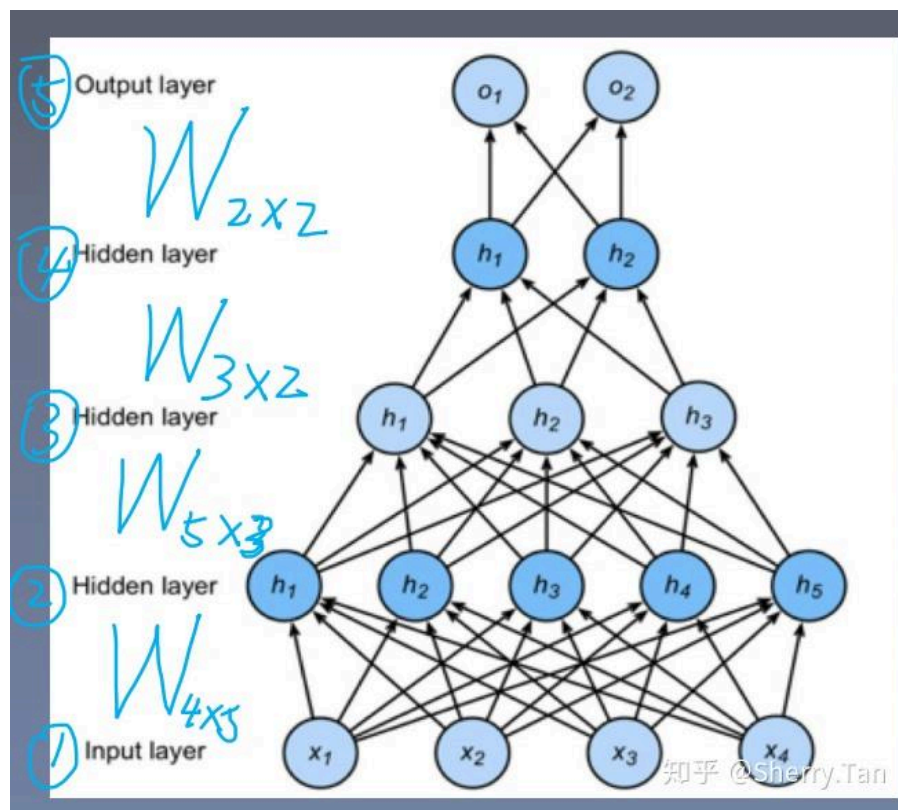 ⑤ Output layer
o₁ o₂
W₂ₓ₂
④ Hidden layer
h₁ h₂
W₃ₓ₂
③ Hidden layer
h₁ h₂ h₃
W₅ₓ₃
② Hidden layer
h₁ h₂ h₃ h₄ h₅
W₄ₓ₅
① Input layer
x₁ x₂ x₃ x₄
知乎 @Sherry.Tan